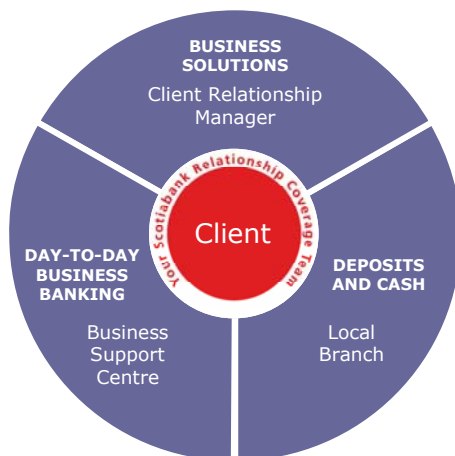 BUSINESS
SOLUTIONS
Client Relationship
Manager
Your Scotiabank Relationship Coverage Team
Client
DAY-TO-DAY
BUSINESS
BANKING
Business
Support
Centre
DEPOSITS
AND CASH
Local
Branch